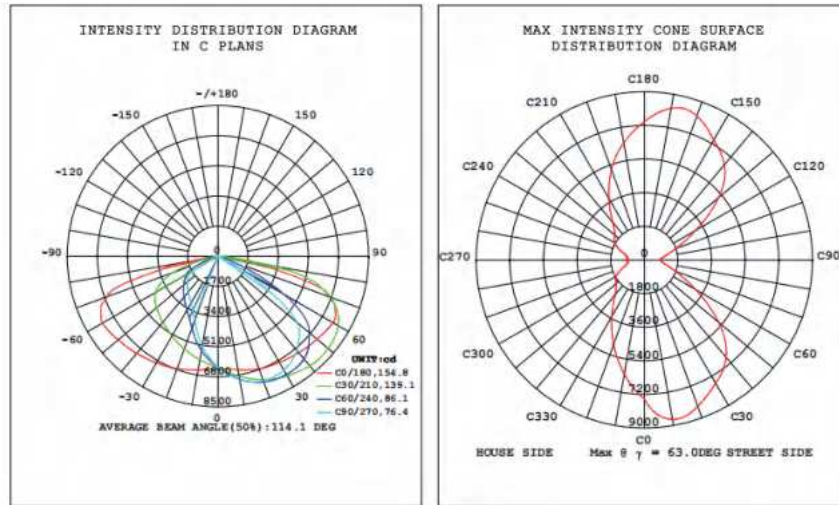 INTENSITY DISTRIBUTION DIAGRAM
IN C PLANS
-/+180
-150
150
-120
120
-90
90
-60
60
-30
30
0
0
1700
3400
5100
6800
8500
UNIT:cd
C0/180,154.8
C30/210,139.1
C60/240,86.1
C90/270,76.4
AVERAGE BEAM ANGLE(50%):114.1 DEG
MAX INTENSITY CONE SURFACE
DISTRIBUTION DIAGRAM
C180
C210
C150
C240
C120
C270
C90
C300
C60
C330
C30
C0
0
1800
3600
5400
7200
9000
HOUSE SIDE Max @ γ = 63.0DEG STREET SIDE